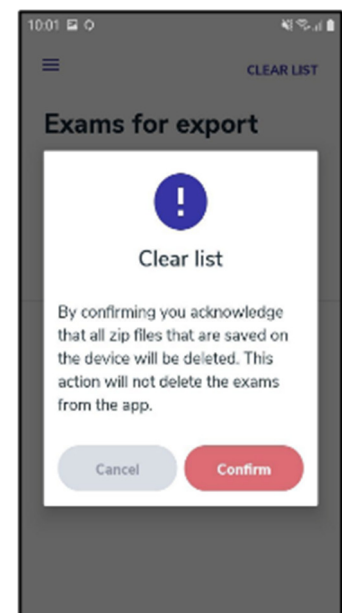 10:01
CLEAR LIST
Exams for export
Clear list
By confirming you acknowledge
that all zip files that are saved on
the device will be deleted. This
action will not delete the exams
from the app.
Cancel Confirm